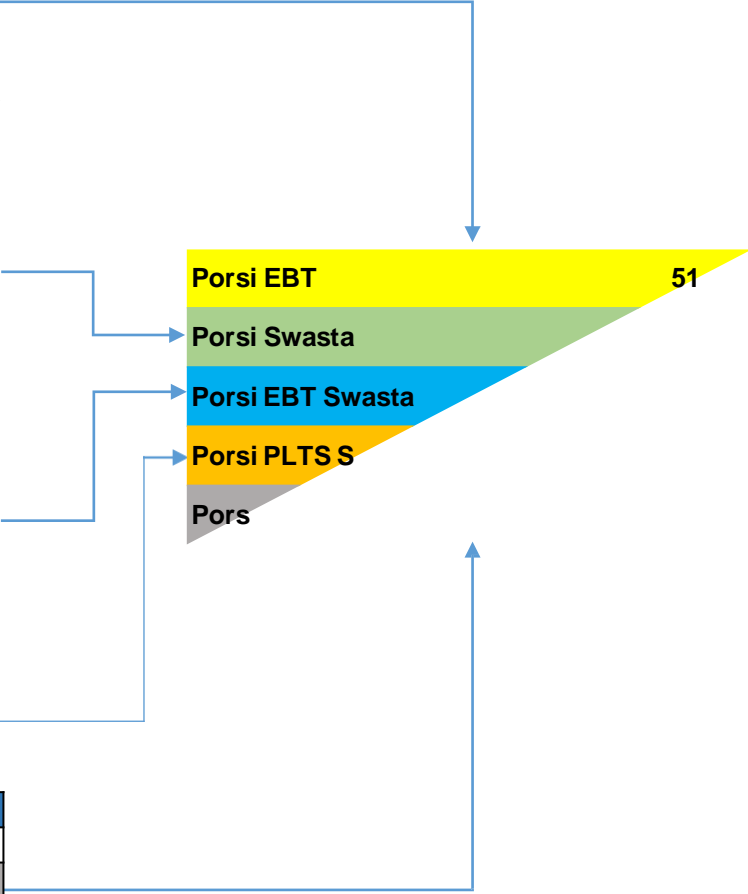 Porsi EBT 51
Porsi Swasta
Porsi EBT Swasta
Porsi PLTS S
Pors